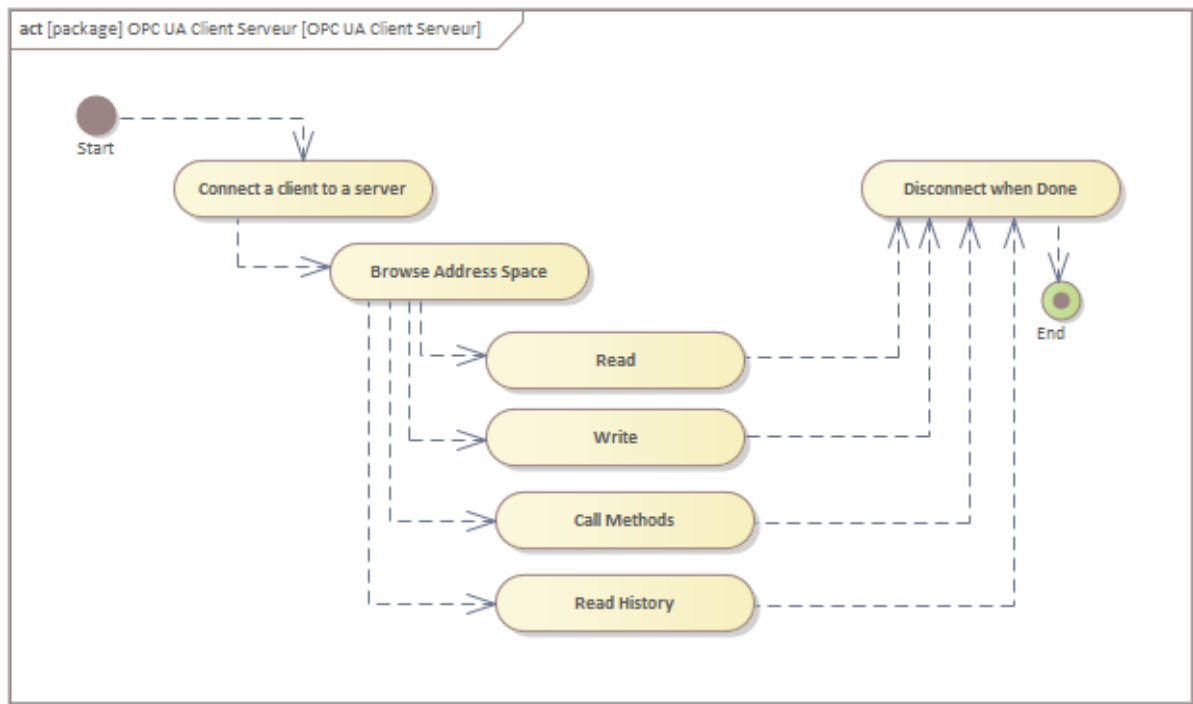 act [package] OPC UA Client Serveur [OPC UA Client Serveur]
Start
Connect a client to a server
Disconnect when Done
Browse Address Space
End
Read
Write
Call Methods
Read History